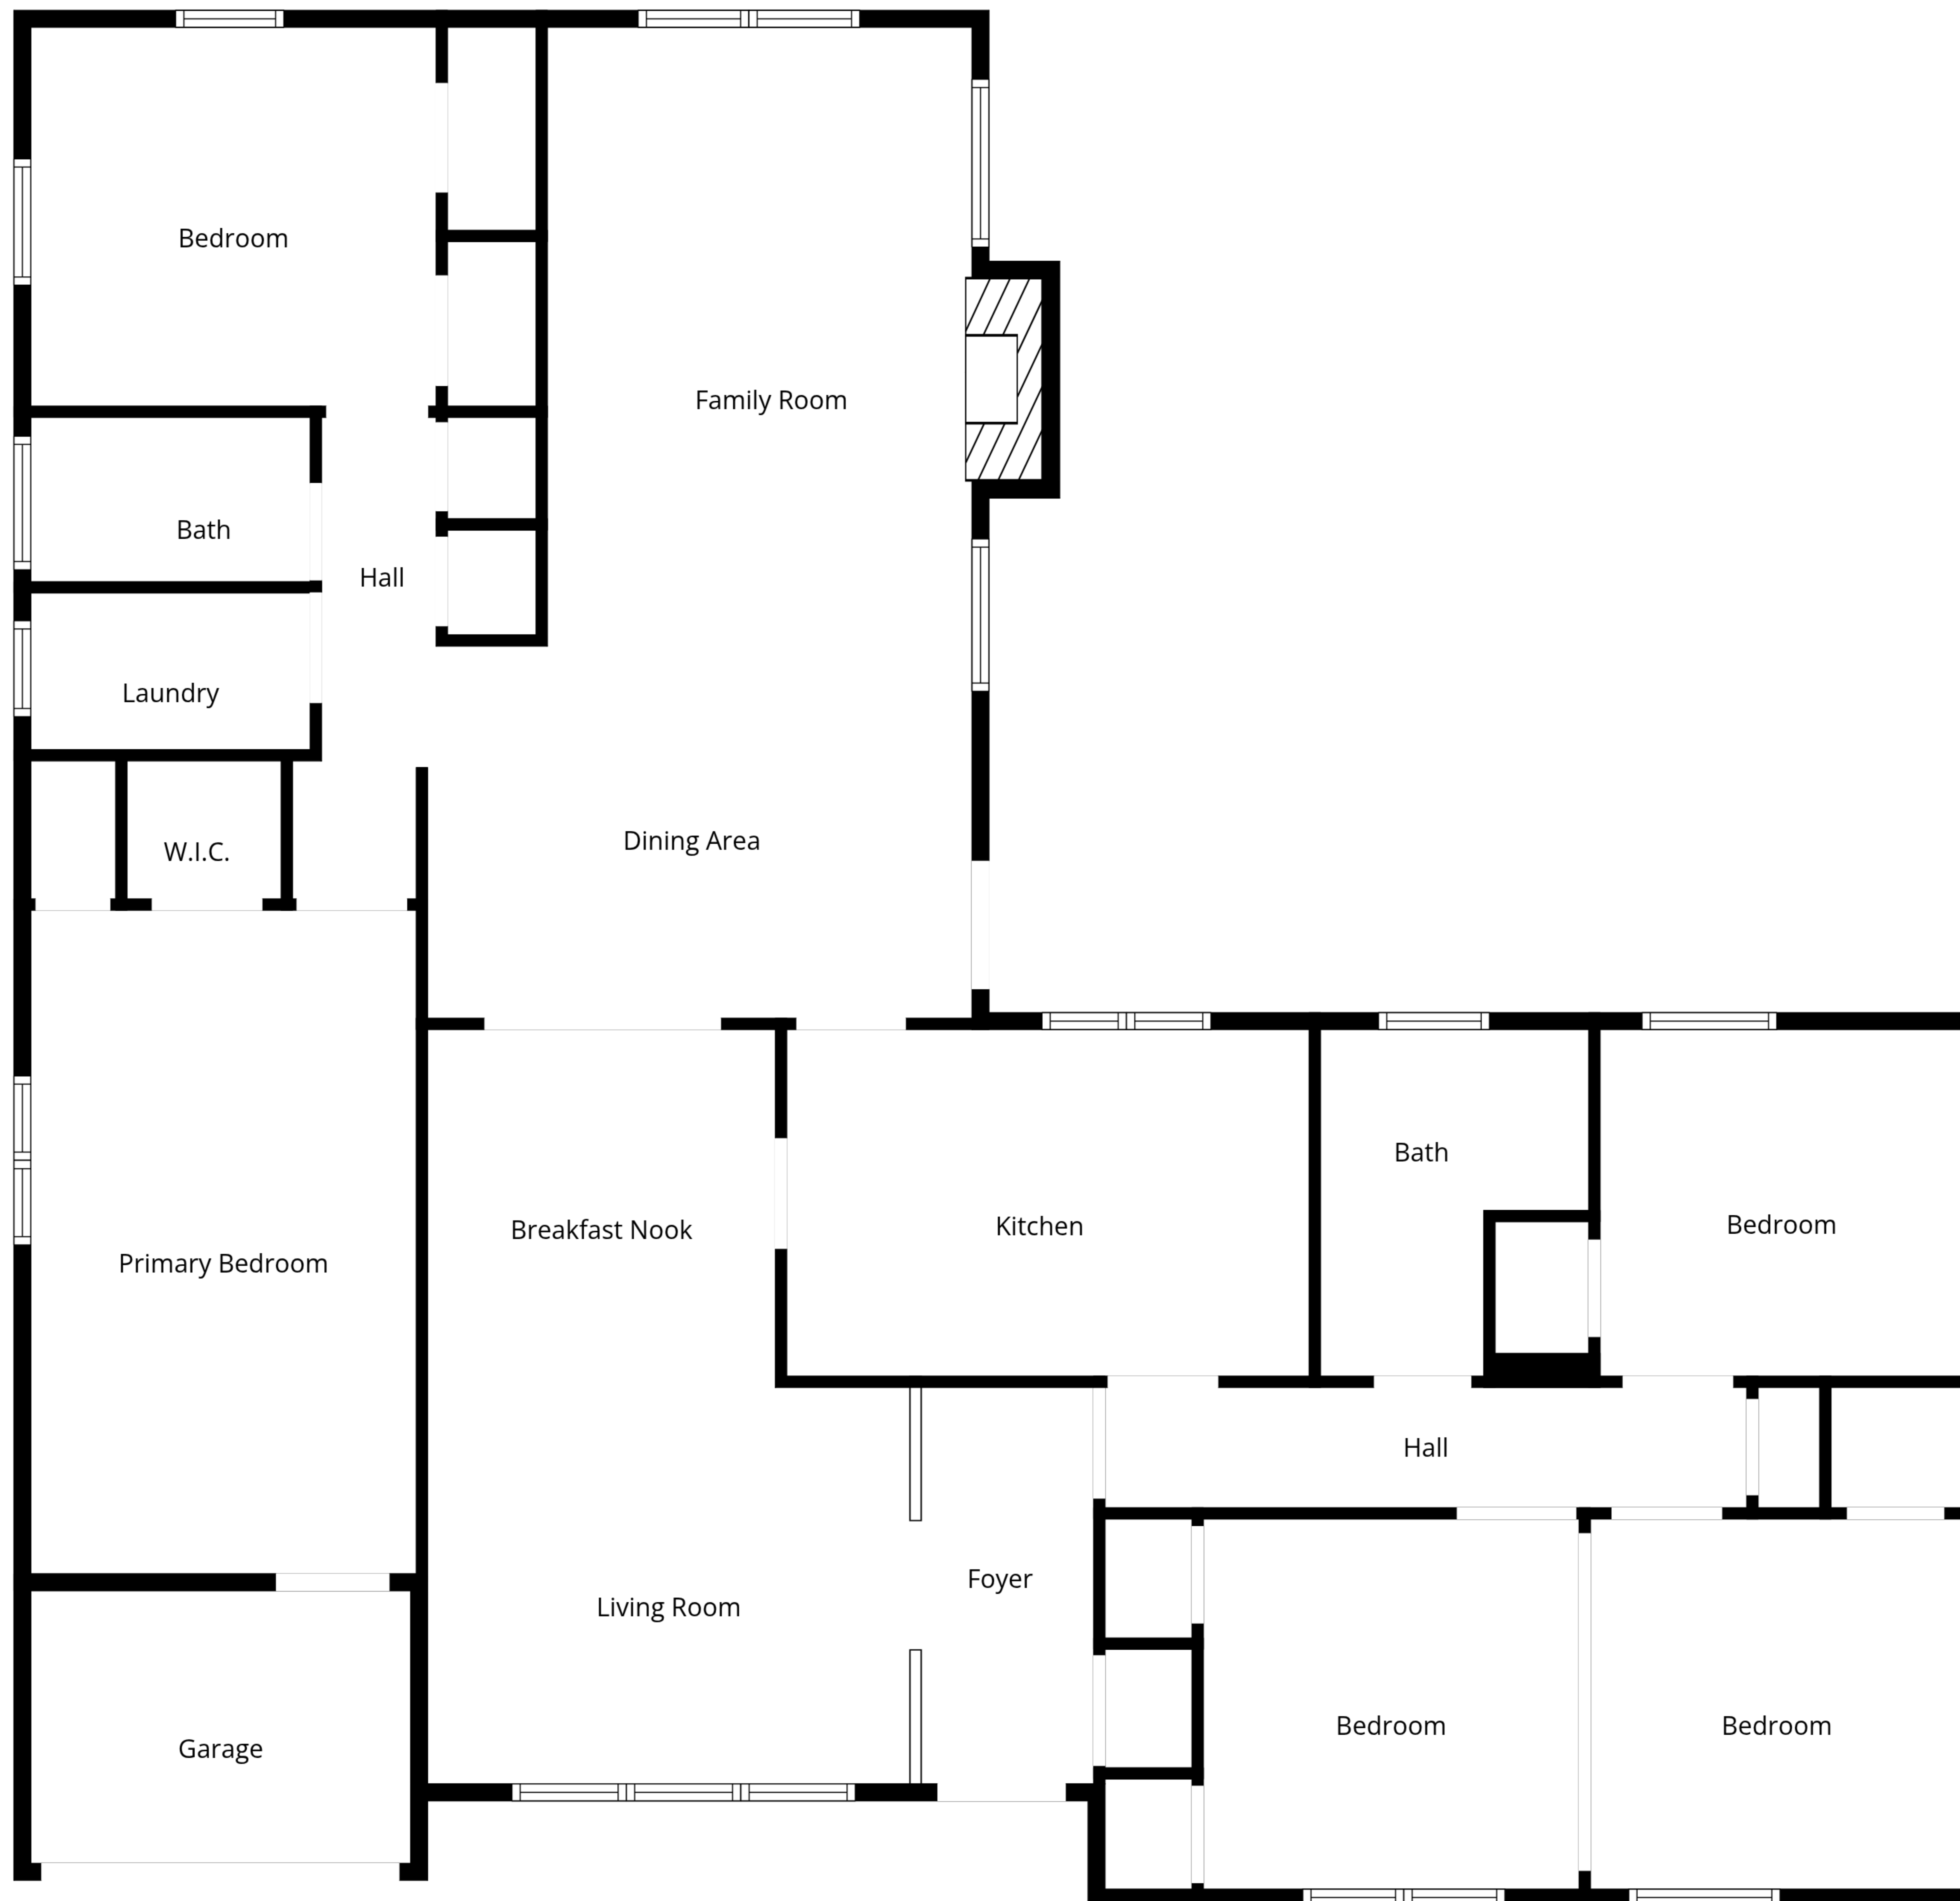 Bedroom
Family Room
Bath
Hall
Laundry
Dining Area
W.I.C.
Bath
Bedroom
Kitchen
Breakfast Nook
Primary Bedroom
Hall
Foyer
Living Room
Bedroom
Bedroom
Garage